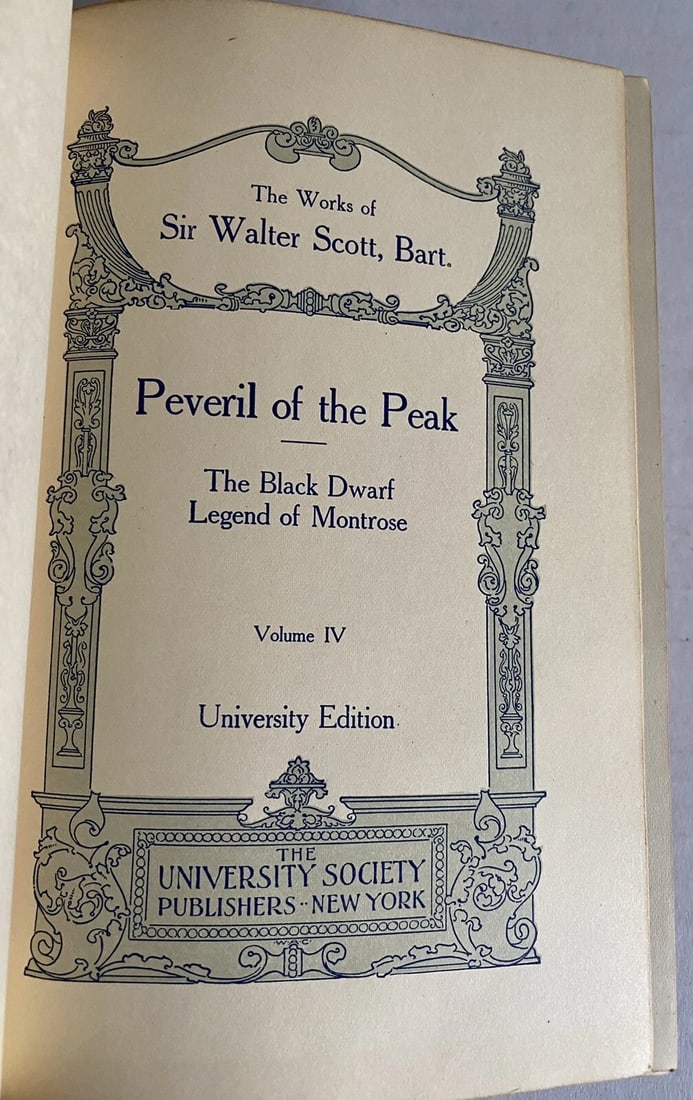 The Works of
Sir Walter Scott, Bart.
Peveril of the Peak
The Black Dwarf
Legend of Montrose
Volume IV
University Edition
THE
UNIVERSITY SOCIETY
PUBLISHERS·· NEW YORK